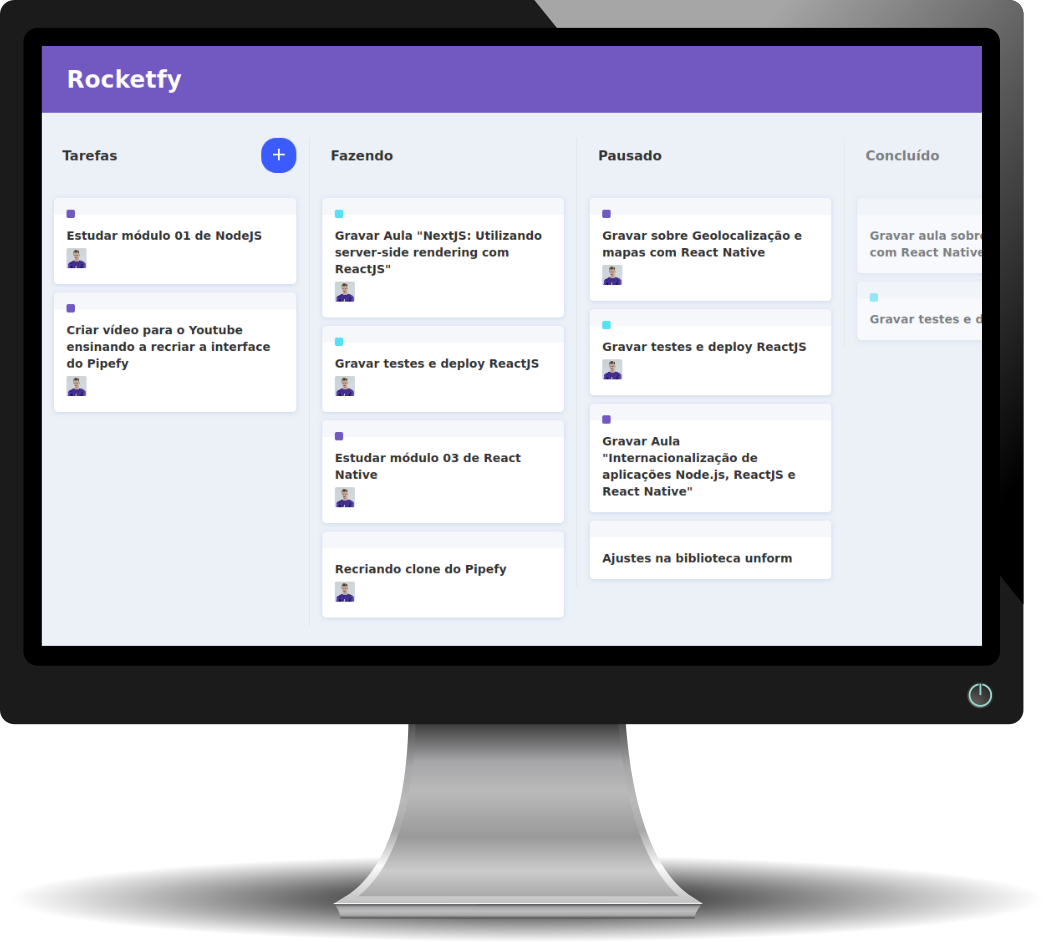 Rocketfy
Tarefas
+
Estudar módulo 01 de NodeJS
Criar vídeo para o Youtube
ensinando a recriar a interface
do Pipefy
Fazendo
Gravar Aula "NextJS: Utilizando
server-side rendering com
ReactJS"
Gravar testes e deploy ReactJS
Estudar módulo 03 de React
Native
Recriando clone do Pipefy
Pausado
Gravar sobre Geolocalização e
mapas com React Native
Gravar testes e deploy ReactJS
Gravar Aula
"Internacionalização de
aplicações Node.js, ReactJS e
React Native"
Ajustes na biblioteca unform
Concluído
Gravar aula sobre
com React Native
Gravar testes e d